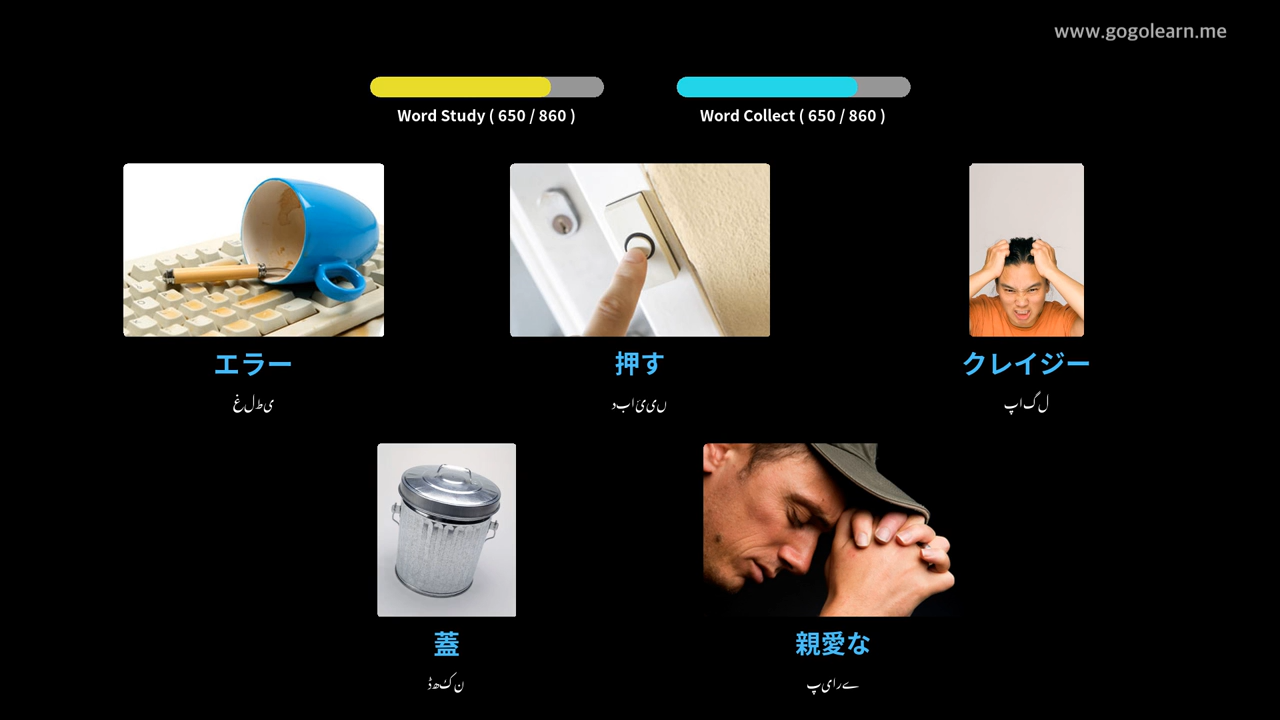 www.gogolearn.me
Word Study ( 650 / 860 )
Word Collect ( 650 / 860 )
エラー
غلطی
押す
دبائیں
クレイジー
پاگل
蓋
ڈھکن
親愛な
پیارے